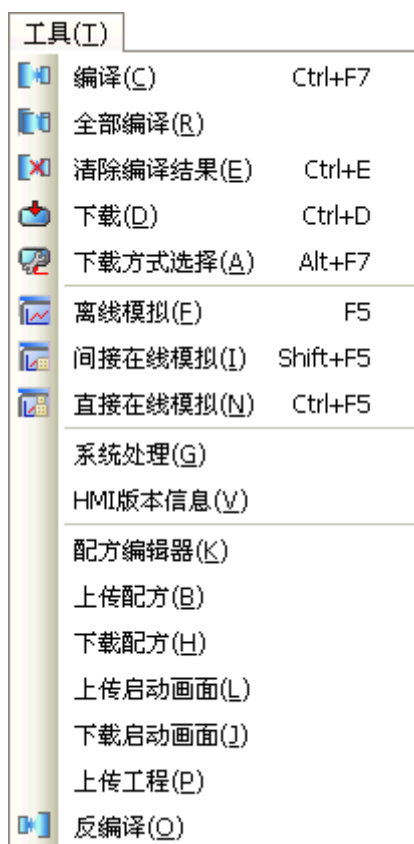 工具(T)
编译(C) Ctrl+F7
全部编译(R)
清除编译结果(E) Ctrl+E
下载(D) Ctrl+D
下载方式选择(A) Alt+F7
离线模拟(F) F5
间接在线模拟(I) Shift+F5
直接在线模拟(N) Ctrl+F5
系统处理(G)
HMI版本信息(V)
配方编辑器(K)
上传配方(B)
下载配方(H)
上传启动画面(L)
下载启动画面(J)
上传工程(P)
反编译(O)